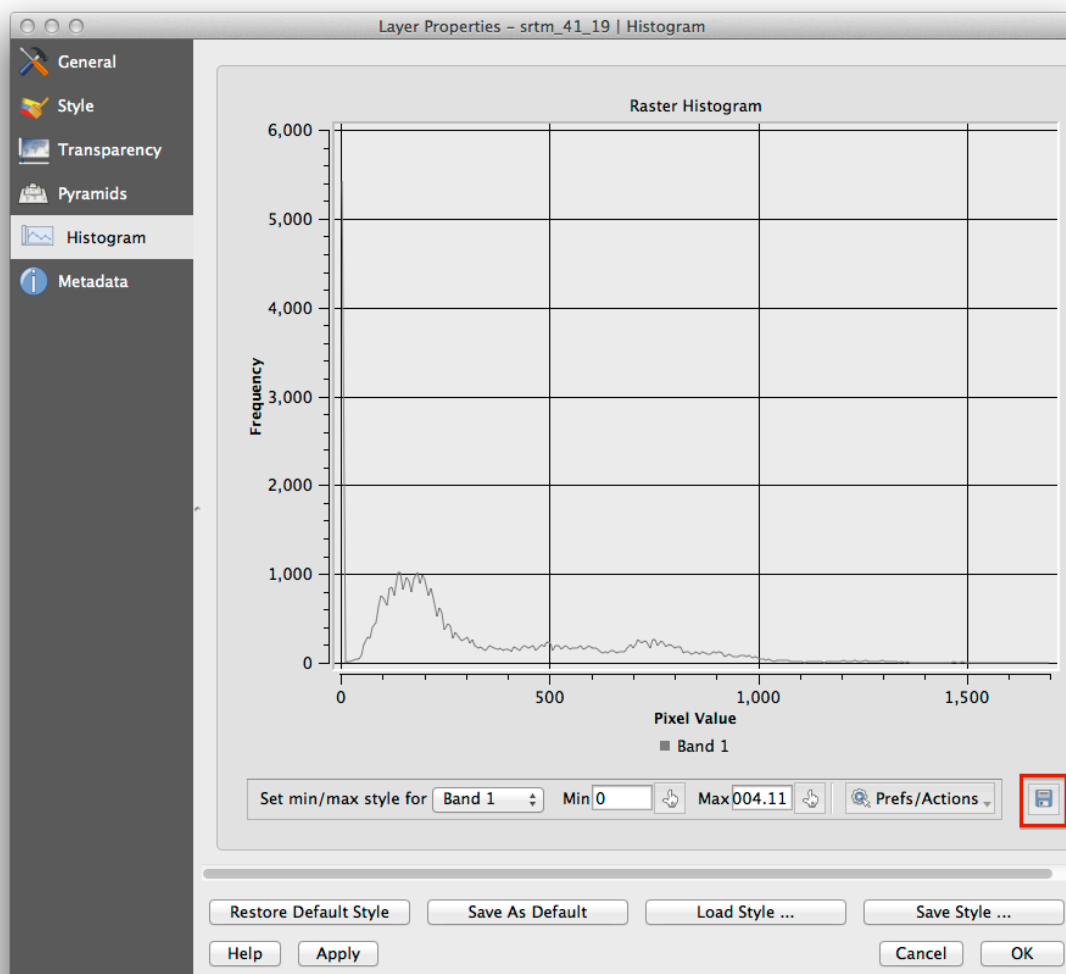 Layer Properties – srtm_41_19 | Histogram
General
Style
Transparency
Pyramids
Histogram
Metadata
Raster Histogram
6,000
5,000
4,000
3,000
2,000
1,000
0
Frequency
0 500 1,000 1,500
Pixel Value
Band 1
Set min/max style for Band 1 Min 0 Max 004.11 Prefs/Actions
Restore Default Style Save As Default Load Style ... Save Style ...
Help Apply Cancel OK